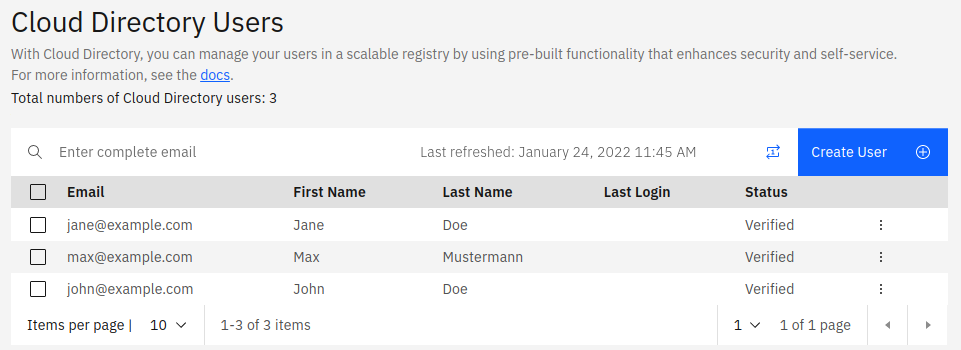 Cloud Directory Users
With Cloud Directory, you can manage your users in a scalable registry by using pre-built functionality that enhances security and self-service.
For more information, see the docs.
Total numbers of Cloud Directory users: 3
Enter complete email Last refreshed: January 24, 2022 11:45 AM Create User
Email First Name Last Name Last Login Status
jane@example.com Jane Doe Verified
max@example.com Max Mustermann Verified
john@example.com John Doe Verified
Items per page | 10 1-3 of 3 items 1 1 of 1 page